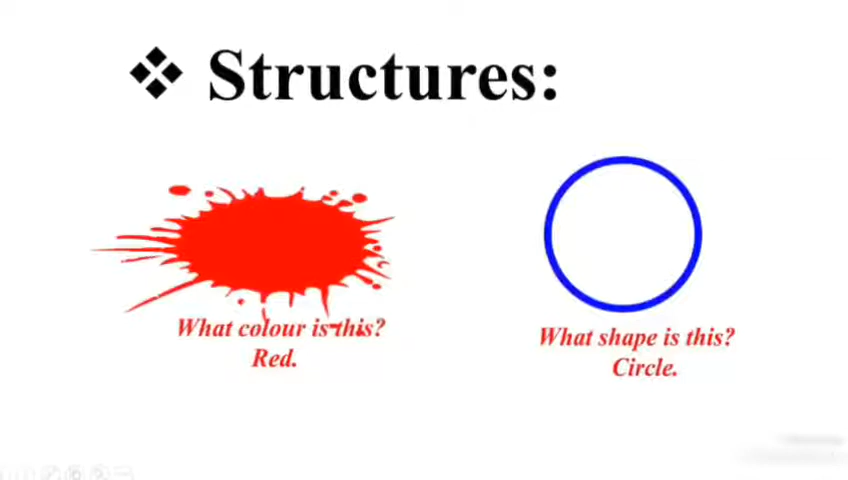 ❖ Structures:
What colour is this?
Red.
What shape is this?
Circle.